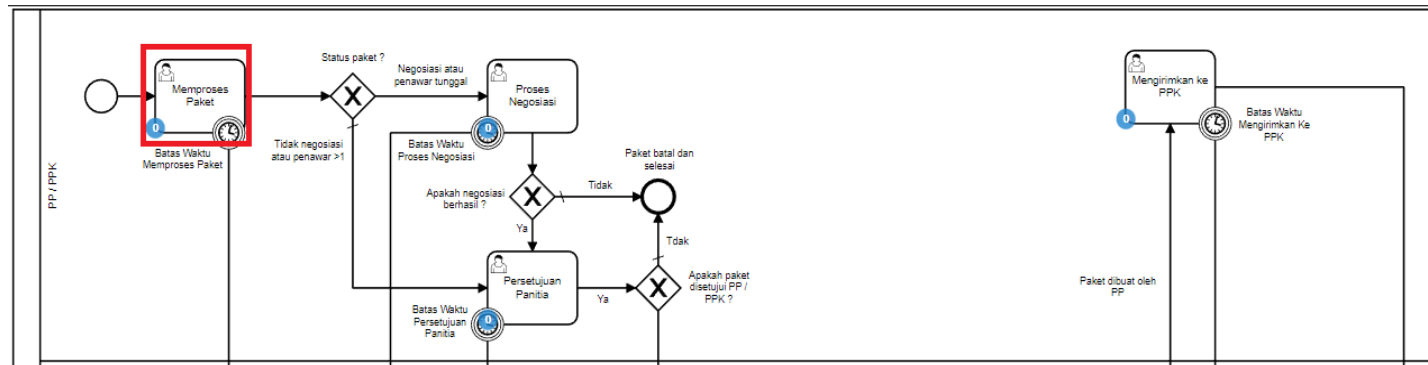 PP / PPK
Memproses
Paket
0
Batas Waktu
Memproses Paket
Status paket ?
Negosiasi atau
penawar tunggal
Tidak negosiasi
atau penawar >1
Proses
Negosiasi
0
Batas Waktu
Proses Negosiasi
Apakah negosiasi
berhasil ?
Tidak
Ya
Paket batal dan
selesai
Persetujuan
Panitia
0
Batas Waktu
Persetujuan
Panitia
Ya
Tdak
Apakah paket
disetujui PP /
PPK ?
Mengirimkan ke
PPK
0
Batas Waktu
Mengirimkan Ke
PPK
Paket dibuat oleh
PP